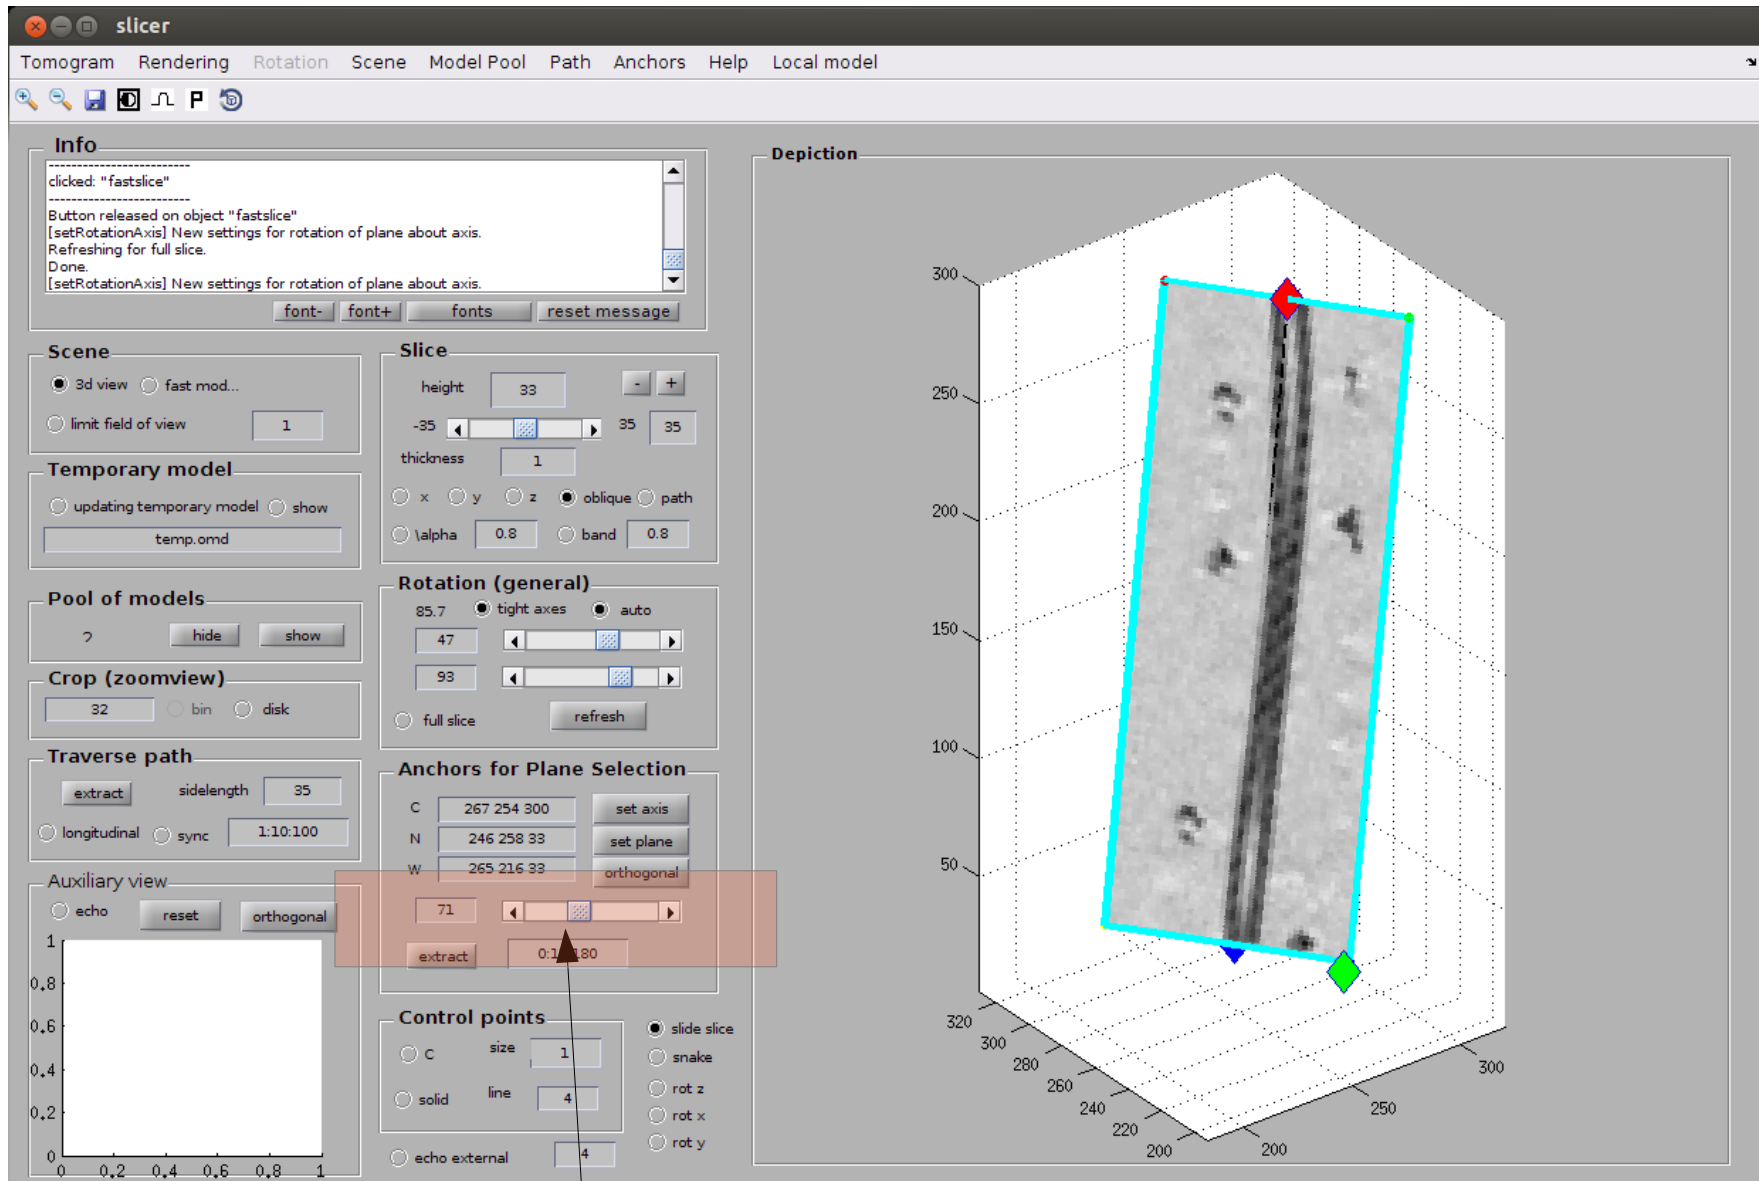 slicer
Tomogram Rendering Rotation Scene Model Pool Path Anchors Help Local model
P
Info
-------------------------
clicked: "fastslice"
-------------------------
Button released on object "fastslice"
[setRotationAxis] New settings for rotation of plane about axis.
Refreshing for full slice.
Done.
[setRotationAxis] New settings for rotation of plane about axis.
font- font+ fonts reset message
Scene
3d view fast mod...
limit field of view 1
Temporary model
updating temporary model show
temp.omd
Pool of models
? hide show
Crop (zoomview)
32 bin disk
Traverse path
extract sidelength 35
longitudinal sync 1:10:100
Auxiliary view
echo reset orthogonal
1
0.8
0.6
0.4
0.2
0
0 0.2 0.4 0.6 0.8 1
Slice
height 33 - +
-35 35 35
thickness 1
x y z oblique path
\alpha 0.8 band 0.8
Rotation (general)
85.7 tight axes auto
47
93
full slice refresh
Anchors for Plane Selection
C 267 254 300 set axis
N 246 258 33 set plane
W 265 216 33 orthogonal
71
extract
Control points
C size 1
solid line 4
echo external 4
slide slice
snake
rot z
rot x
rot y
Depiction
300
250
200
150
100
50
320
300
280
260
240
220
200
200
250
300